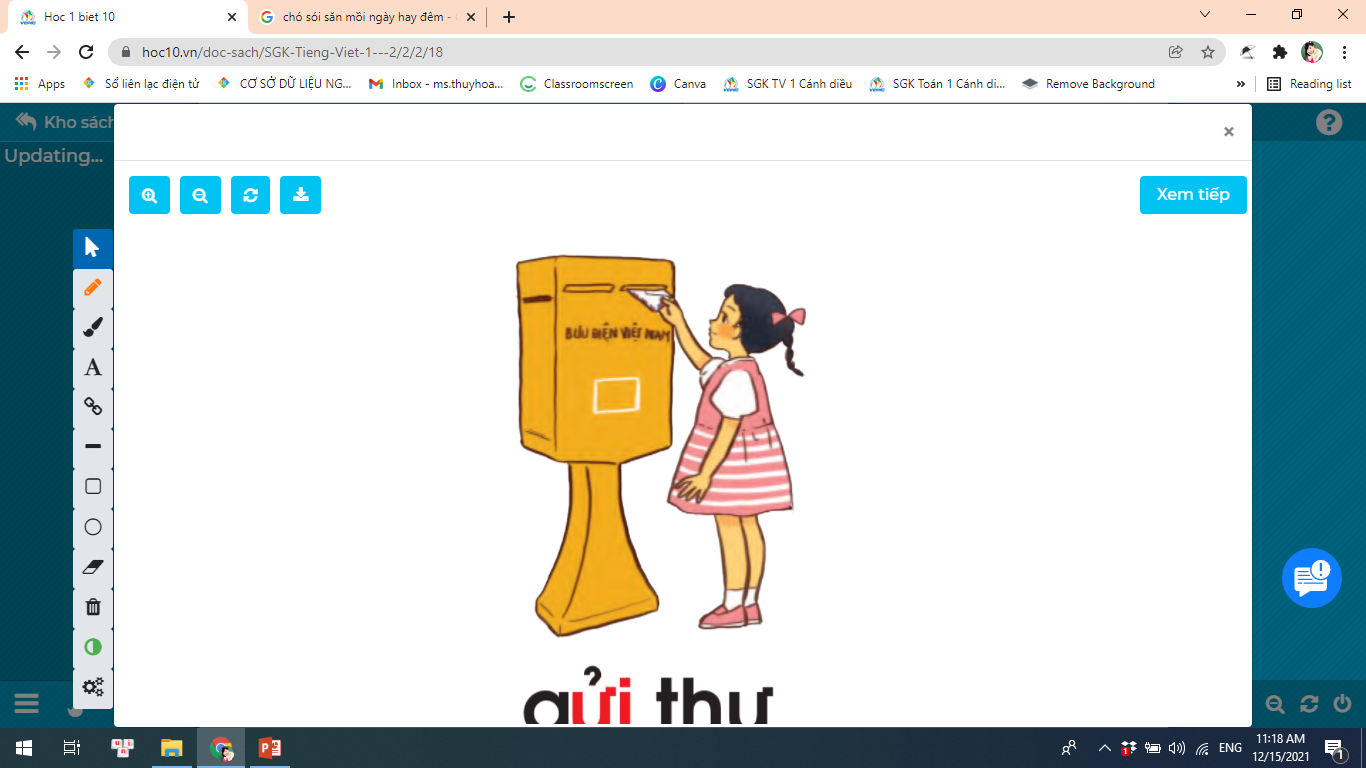 Hoc 1 biet 10
chó sói săn mồi ngày hay đêm -
hoc10.vn/doc-sach/SGK-Tieng-Viet-1---2/2/2/18
Apps Sổ liên lạc điện tử CƠ SỞ DỮ LIỆU NG... Inbox - ms.thuyhoa... Classroomscreen Canva SGK TV 1 Cánh diều SGK Toán 1 Cánh di... Remove Background » Reading list
Kho sách
Updating...
Xem tiếp
BƯU ĐIỆN VIỆT NAM
A
gửi thư
11:18 AM
ENG
12/15/2021